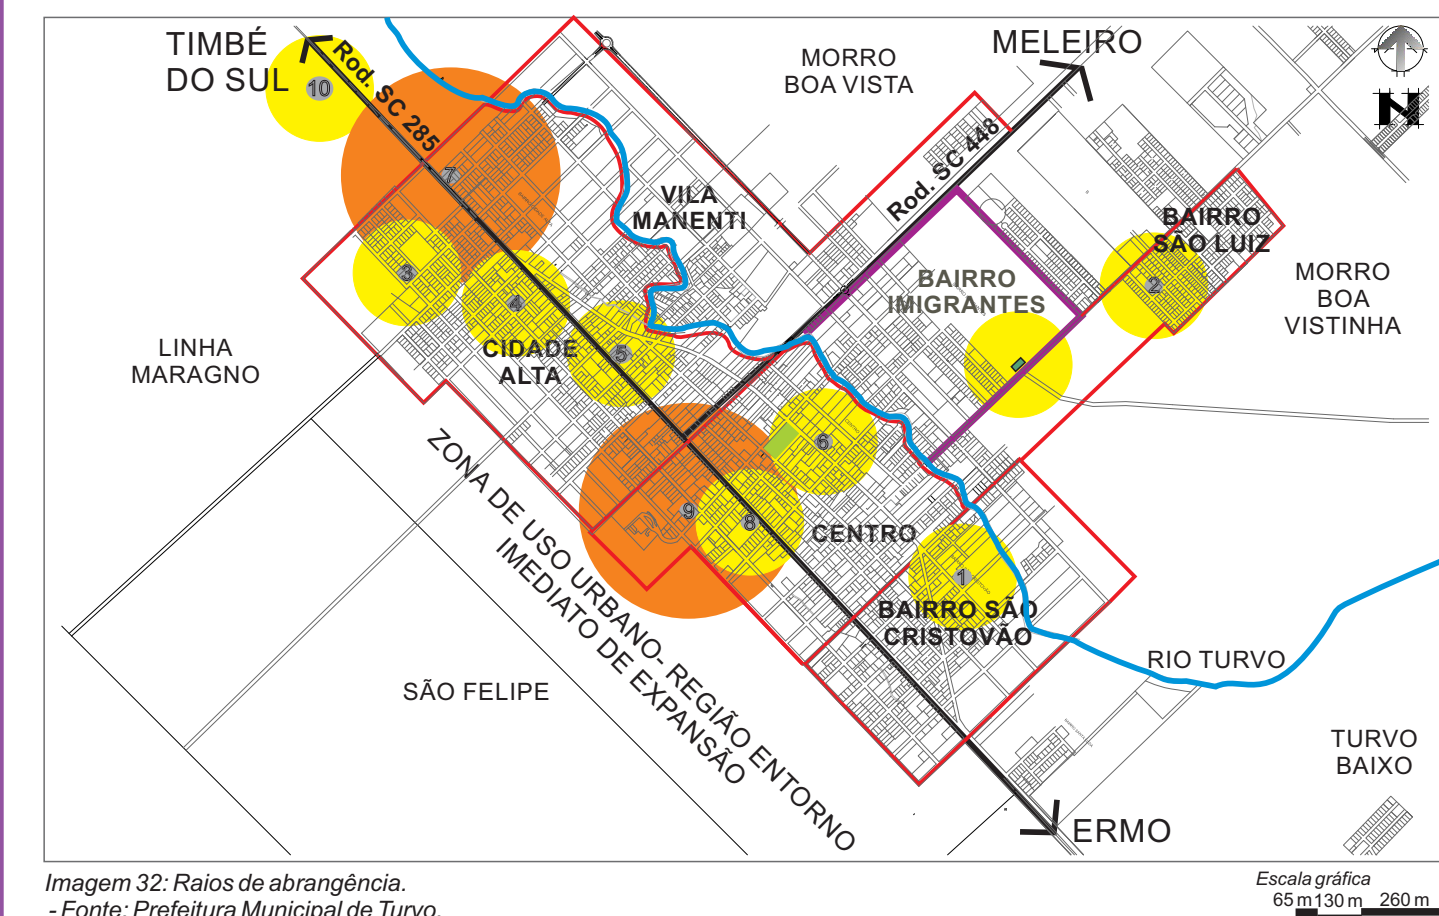 TIMBÉ
DO SUL
Rod. SC 285
MORRO
BOA VISTA
MELEIRO
Rod. SC 448
N
10
7
VILA
MANENTI
BAIRRO
SÃO LUIZ
3
4
2
BAIRRO
IMIGRANTES
MORRO
BOA
VISTINHA
LINHA
MARAGNO
CIDADE
ALTA
5
6
9
8
CENTRO
1
BAIRRO SÃO
CRISTOVÃO
ZONA DE USO URBANO- REGIÃO ENTORNO
IMEDIATO DE EXPANSÃO
RIO TURVO
SÃO FELIPE
TURVO
BAIXO
ERMO
Imagem 32: Raios de abrangência.
- Fonte: Prefeitura Municipal de Turvo.
Escala gráfica
65 m 130 m 260 m